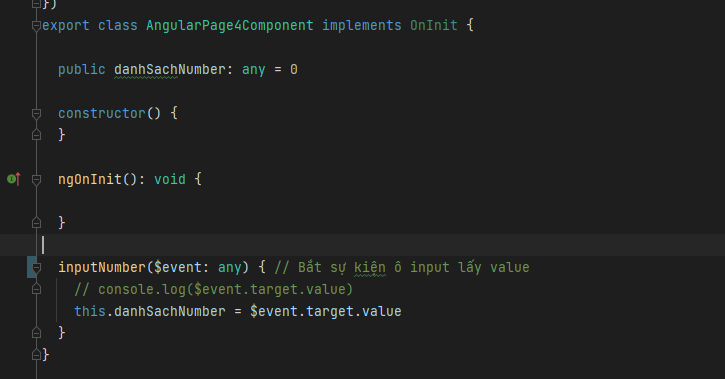 })
export class AngularPage4Component implements OnInit {
public danhSachNumber: any = 0
constructor() {
}
ngOnInit(): void {
}
inputNumber($event: any) { // Bắt sự kiện ô input lấy value
// console.log($event.target.value)
this.danhSachNumber = $event.target.value
}
}